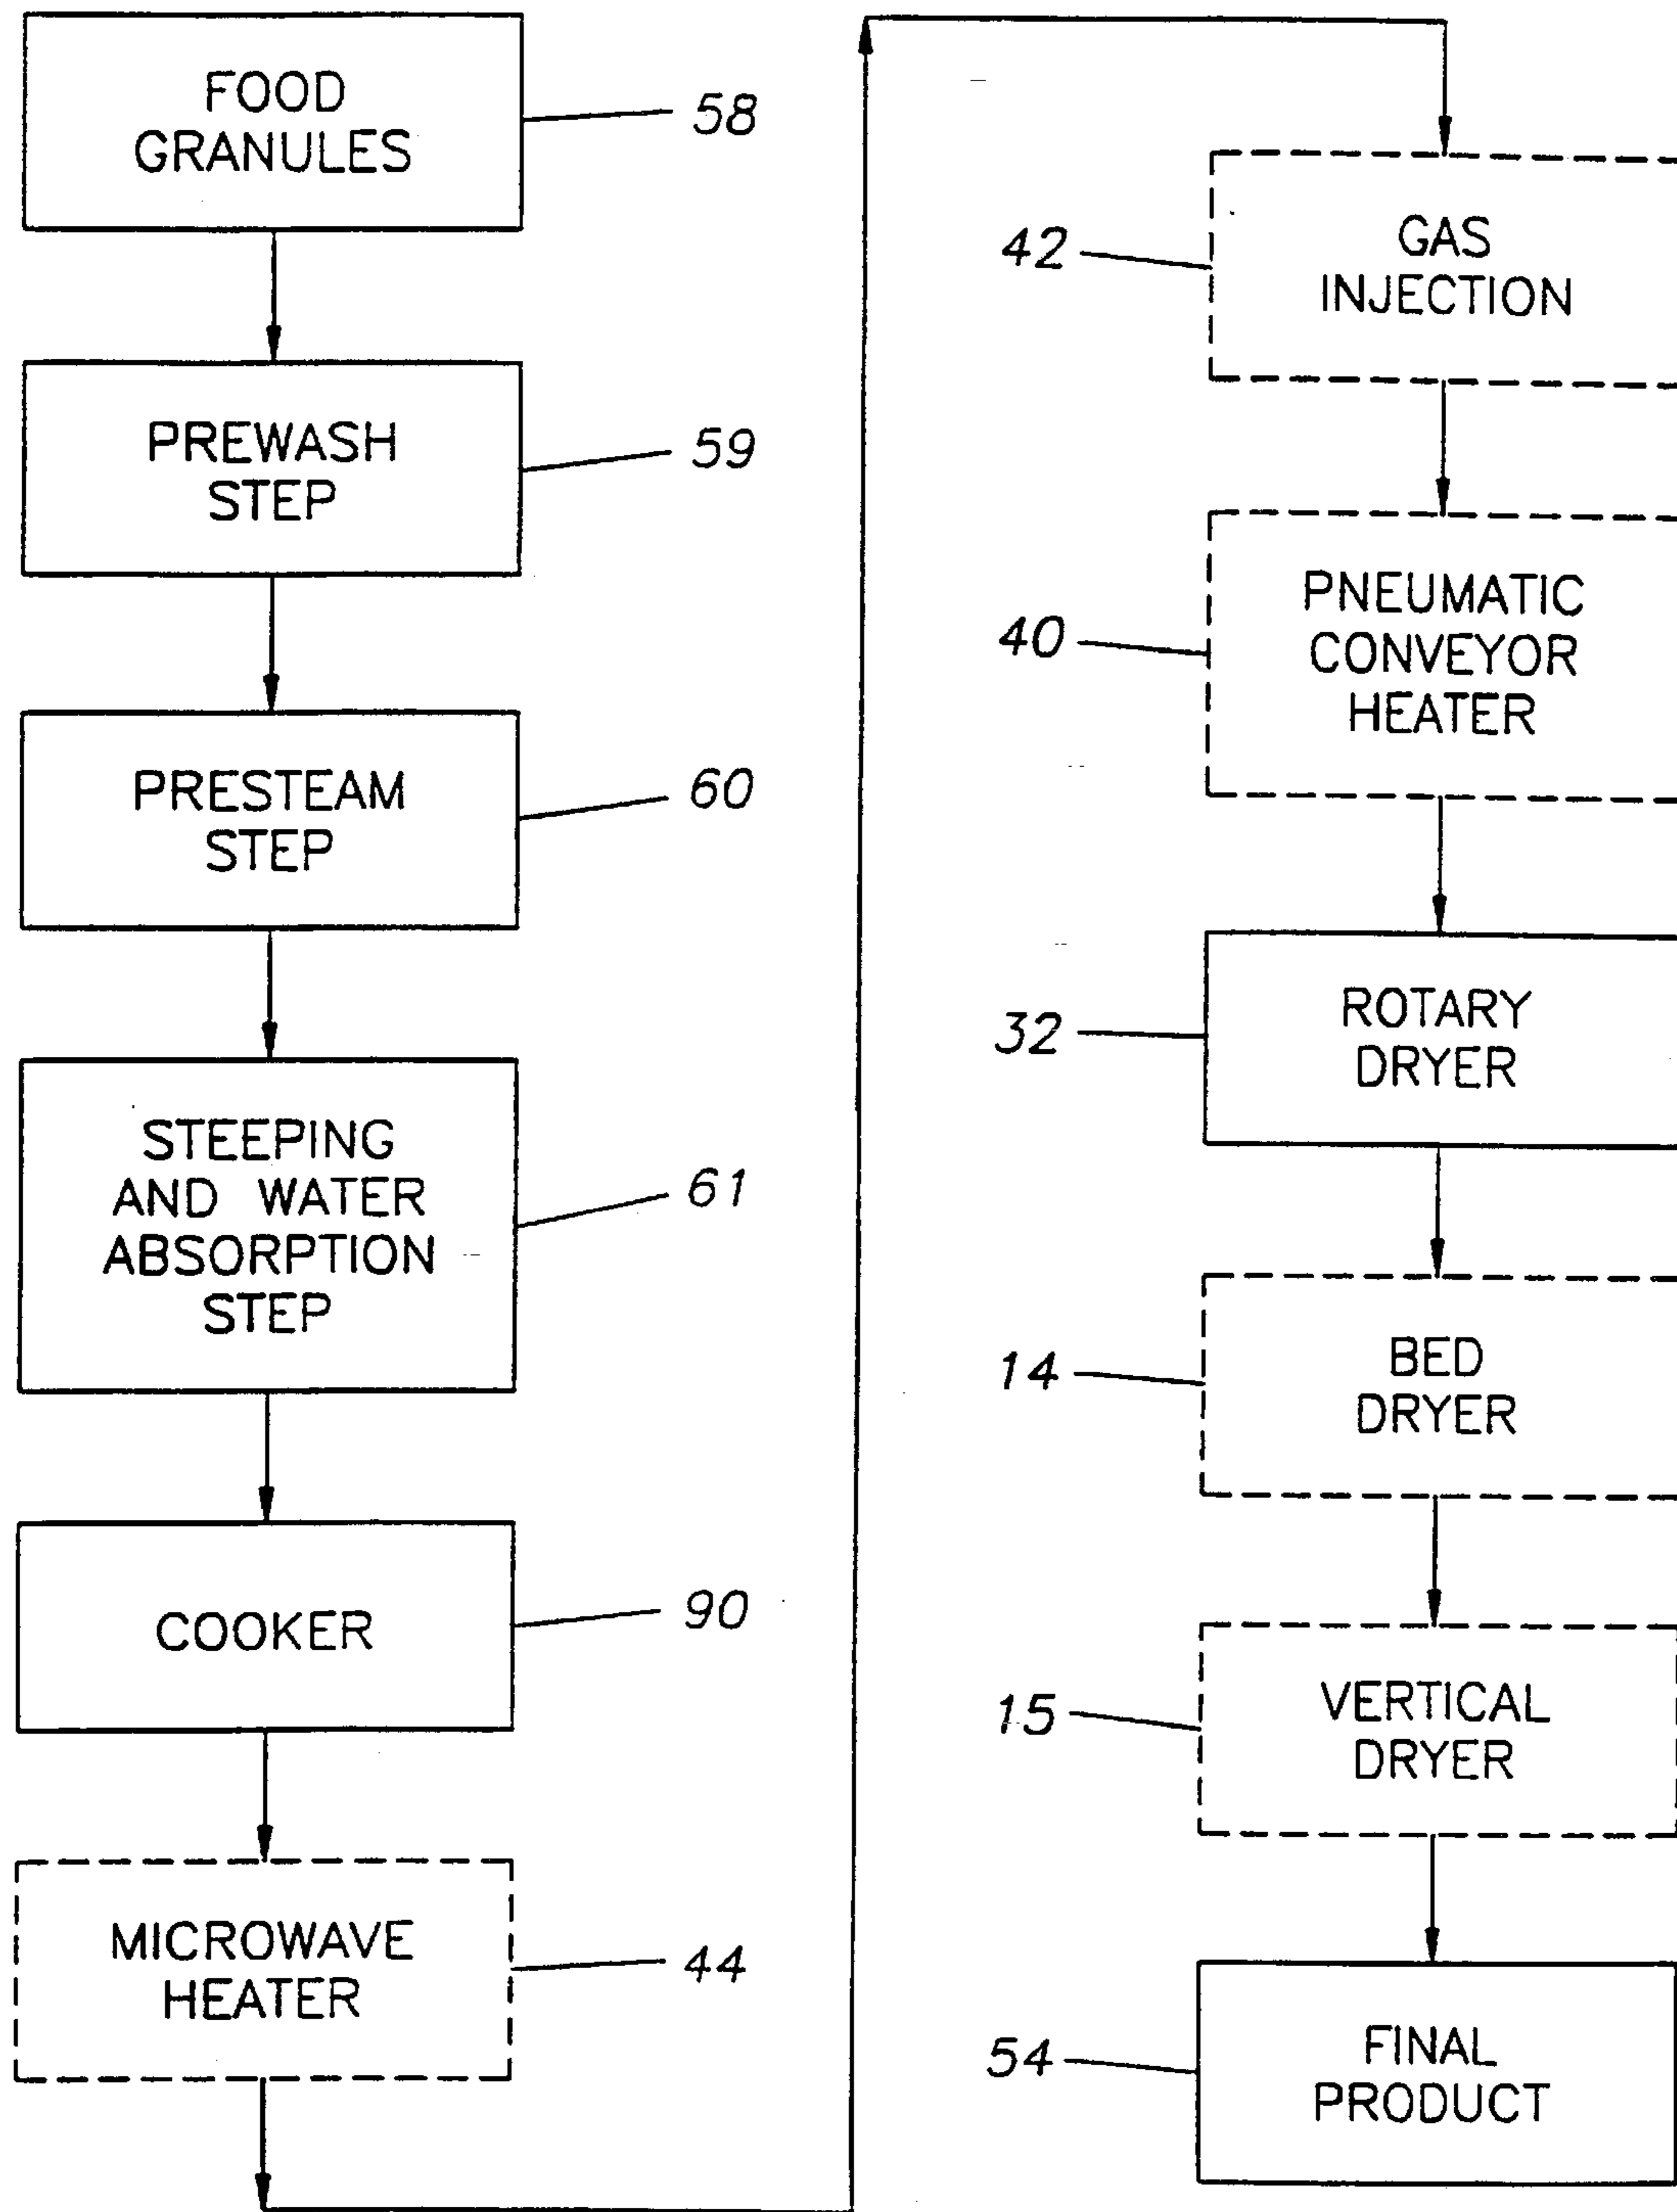 FOOD
GRANULES
58
PREWASH
STEP
59
PRESTEAM
STEP
60
STEEPING
AND WATER
ABSORPTION
STEP
61
COOKER
90
MICROWAVE
HEATER
44
GAS
INJECTION
42
PNEUMATIC
CONVEYOR
HEATER
40
ROTARY
DRYER
32
BED
DRYER
14
VERTICAL
DRYER
15
FINAL
PRODUCT
54